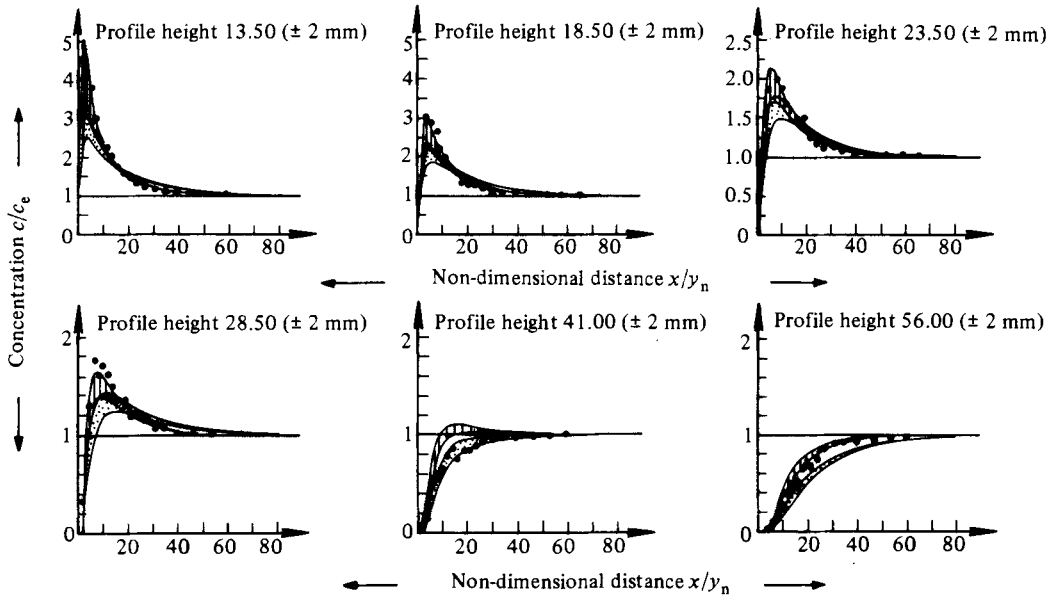 Profile height 13.50 (± 2 mm)
Profile height 18.50 (± 2 mm)
Profile height 23.50 (± 2 mm)
5
4
3
2
1
0
20 40 60 80
5
4
3
2
1
0
20 40 60 80
2.5
2.0
1.5
1.0
0.5
0
20 40 60 80
Concentration c/cₑ
Non-dimensional distance x/yₙ
Profile height 28.50 (± 2 mm)
Profile height 41.00 (± 2 mm)
Profile height 56.00 (± 2 mm)
2
1
0
20 40 60 80
2
1
0
20 40 60 80
2
1
0
20 40 60 80
Non-dimensional distance x/yₙ